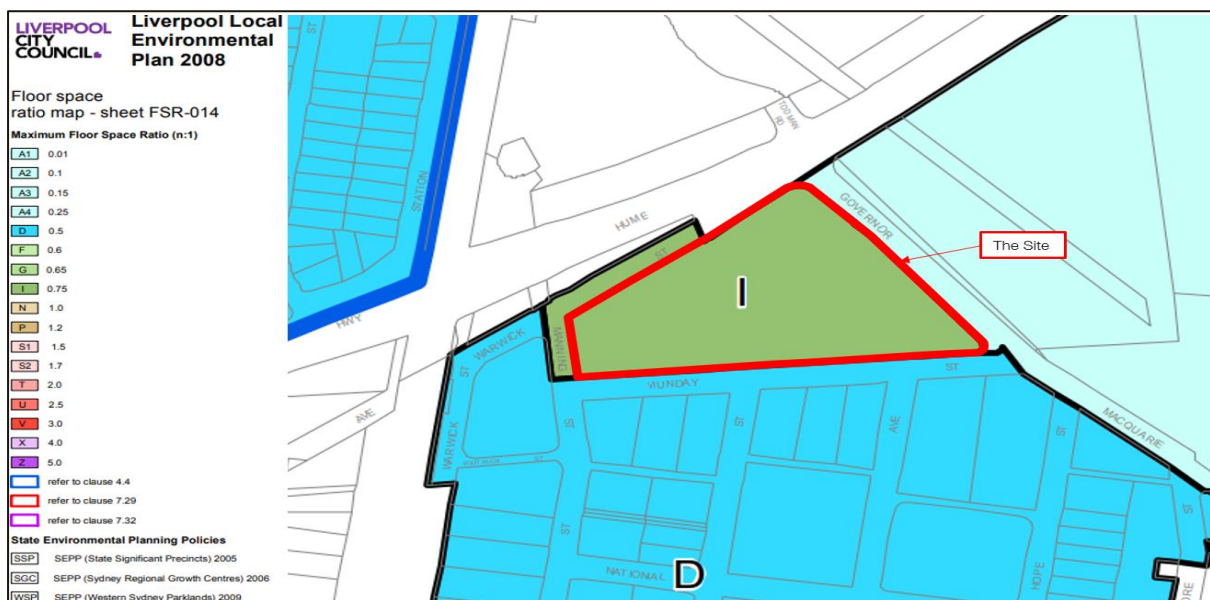 LIVERPOOL
CITY
COUNCIL
Liverpool Local
Environmental
Plan 2008
Floor space
ratio map - sheet FSR-014
Maximum Floor Space Ratio (n:1)
A1 0.01
A2 0.1
A3 0.15
A4 0.25
D 0.5
F 0.6
G 0.65
I 0.75
N 1.0
P 1.2
S1 1.5
S2 1.7
T 2.0
U 2.5
V 3.0
X 4.0
Z 5.0
refer to clause 4.4
refer to clause 7.29
refer to clause 7.32
State Environmental Planning Policies
SSP SEPP (State Significant Precincts) 2005
SGC SEPP (Sydney Regional Growth Centres) 2006
WSP SEPP (Western Sydney Parklands) 2009
ST
STATION
TODMAN
RD
HUME
HWY
GOVERNOR
The Site
I
ST
MANNING
WARWICK
ST
MUNDAY
ST
AVE
WARWICK
ST
ST
AVE
ST
MACQUARIE
ST
ST
NATIONAL
D
HOPE
ST
ORE